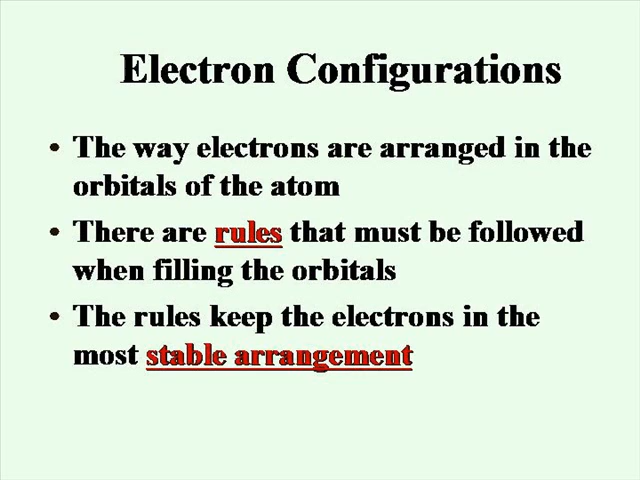 Electron Configurations
• The way electrons are arranged in the
orbitals of the atom
• There are rules that must be followed
when filling the orbitals
• The rules keep the electrons in the
most stable arrangement